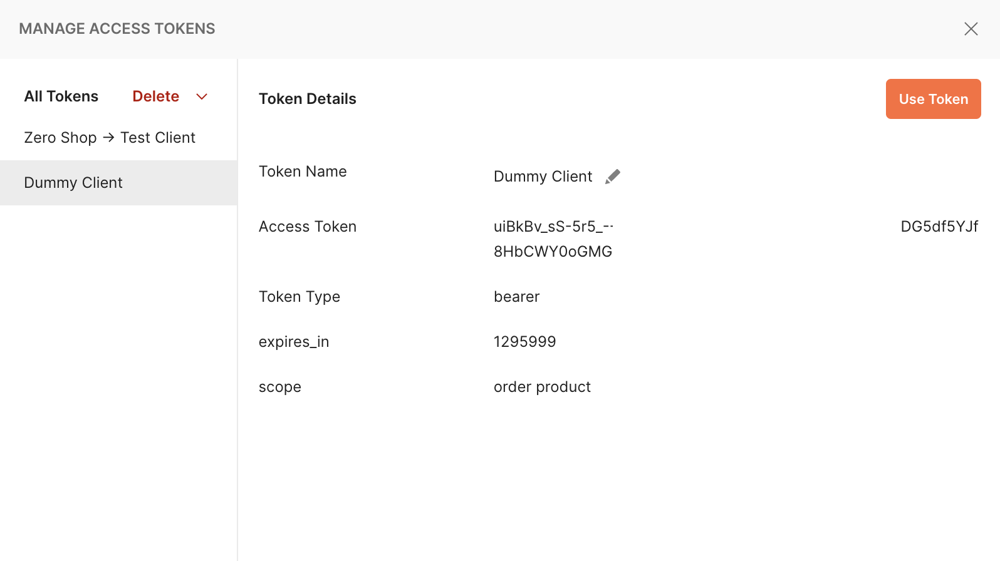 MANAGE ACCESS TOKENS
All Tokens Delete
Zero Shop → Test Client
Dummy Client
Token Details
Use Token
Token Name Dummy Client
Access Token uiBkBv_sS-5r5_-- DG5df5YJf
8HbCWY0oGMG
Token Type bearer
expires_in 1295999
scope order product